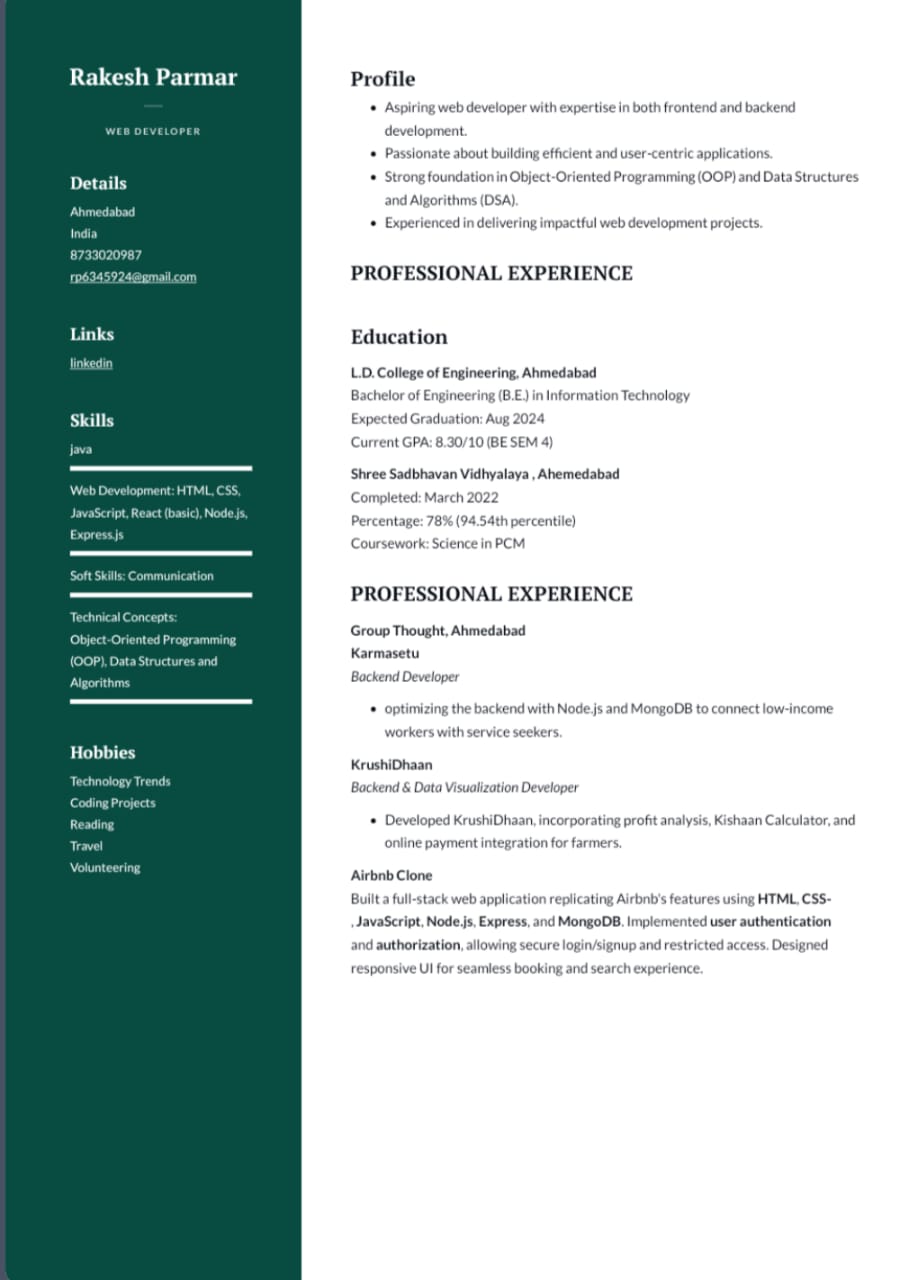 Rakesh Parmar
WEB DEVELOPER
Details
Ahmedabad
India
8733020987
rp6345924@gmail.com
Links
linkedin
Skills
java
Web Development: HTML, CSS,
JavaScript, React (basic), Node.js,
Express.js
Soft Skills: Communication
Technical Concepts:
Object-Oriented Programming
(OOP), Data Structures and
Algorithms
Hobbies
Technology Trends
Coding Projects
Reading
Travel
Volunteering
Profile
• Aspiring web developer with expertise in both frontend and backend
development.
• Passionate about building efficient and user-centric applications.
• Strong foundation in Object-Oriented Programming (OOP) and Data Structures
and Algorithms (DSA).
• Experienced in delivering impactful web development projects.
PROFESSIONAL EXPERIENCE
Education
L.D. College of Engineering, Ahmedabad
Bachelor of Engineering (B.E.) in Information Technology
Expected Graduation: Aug 2024
Current GPA: 8.30/10 (BE SEM 4)
Shree Sadbhavan Vidhyalaya , Ahemedabad
Completed: March 2022
Percentage: 78% (94.54th percentile)
Coursework: Science in PCM
PROFESSIONAL EXPERIENCE
Group Thought, Ahmedabad
Karmasetu
Backend Developer
• optimizing the backend with Node.js and MongoDB to connect low-income
workers with service seekers.
KrushiDhaan
Backend & Data Visualization Developer
• Developed KrushiDhaan, incorporating profit analysis, Kishaan Calculator, and
online payment integration for farmers.
Airbnb Clone
Built a full-stack web application replicating Airbnb's features using HTML, CSS-
, JavaScript, Node.js, Express, and MongoDB. Implemented user authentication
and authorization, allowing secure login/signup and restricted access. Designed
responsive UI for seamless booking and search experience.